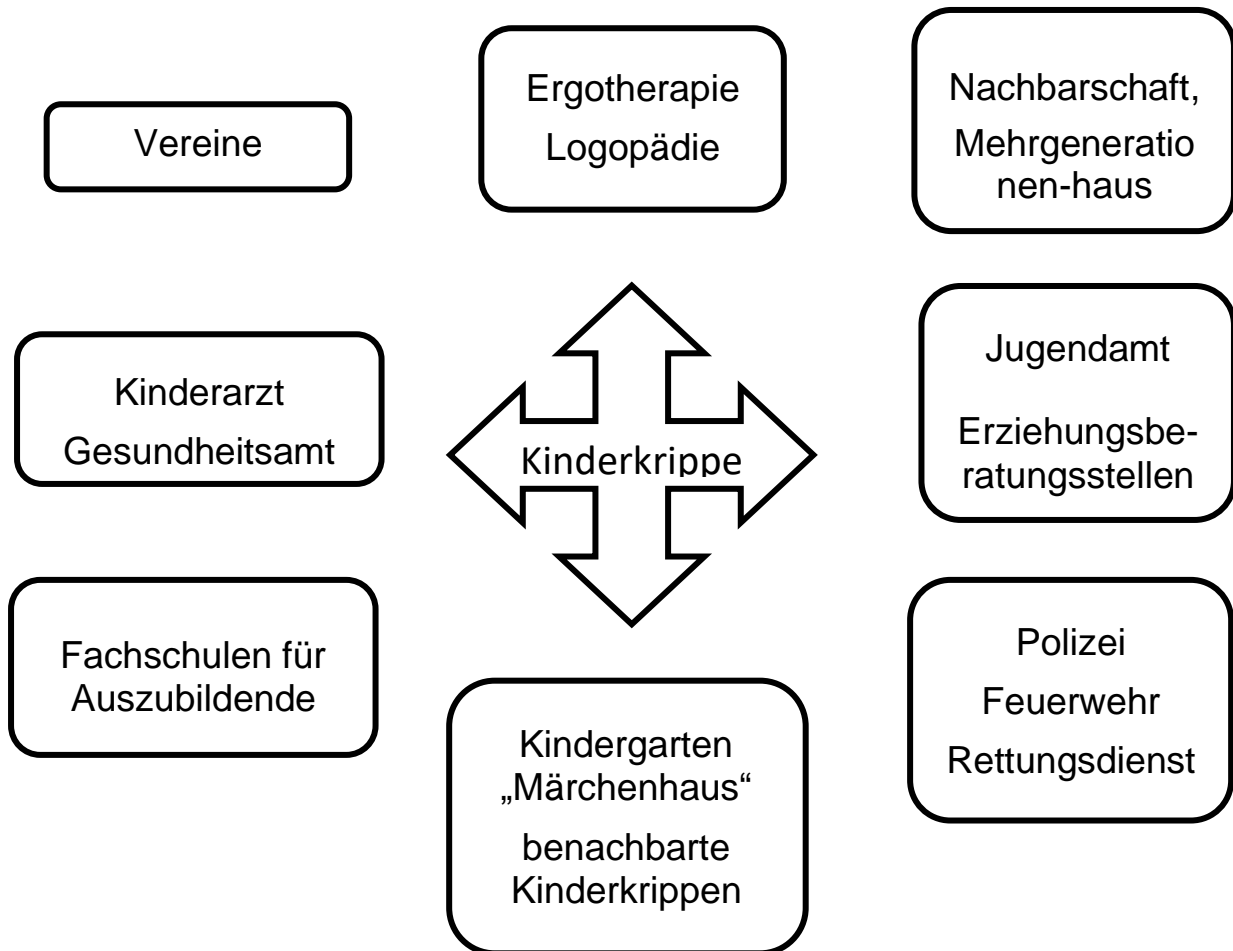 Vereine
Ergotherapie
Logopädie
Nachbarschaft,
Mehrgeneratio
nen-haus
Kinderarzt
Gesundheitsamt
Kinderkrippe
Jugendamt
Erziehungsbe-
ratungsstellen
Fachschulen für
Auszubildende
Kindergarten
„Märchenhaus“
benachbarte
Kinderkrippen
Polizei
Feuerwehr
Rettungsdienst